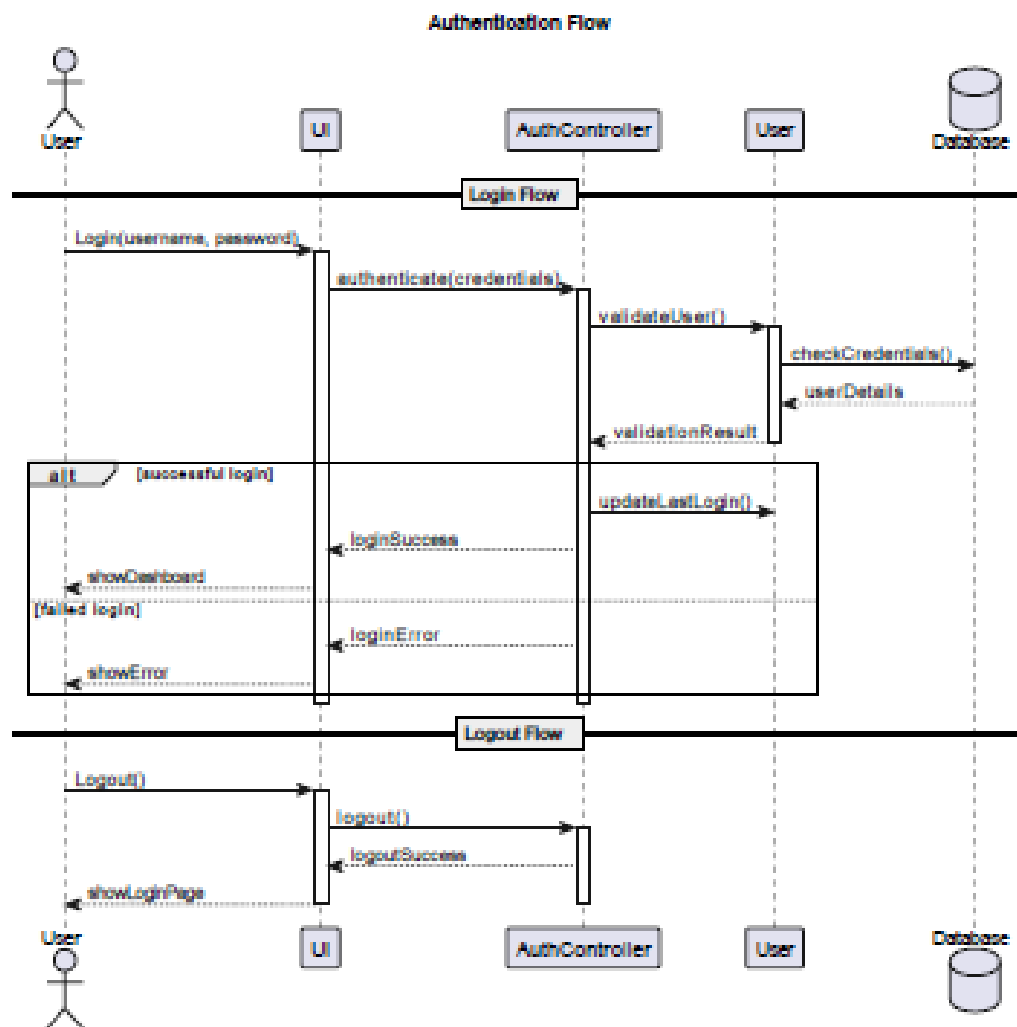 Authentication Flow
User
UI
AuthController
User
Database
Login Flow
Login(username, password)
authenticate(credentials)
validateUser()
checkCredentials()
userDetails
validationResult
alt
[successful login]
updateLastLogin()
loginSuccess
showDashboard
[failed login]
loginError
showError
Logout Flow
Logout()
logout()
logoutSuccess
showLoginPage
User
UI
AuthController
User
Database